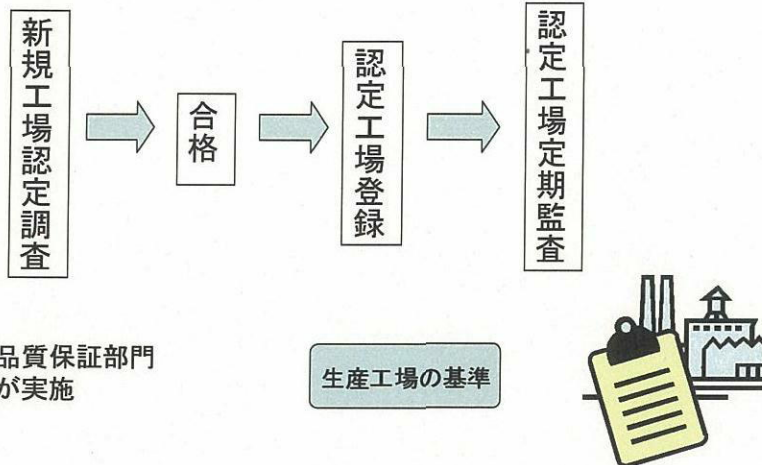 新規工場認定調査
合格
認定工場登録
認定工場定期監査
品質保証部門
が実施
生産工場の基準